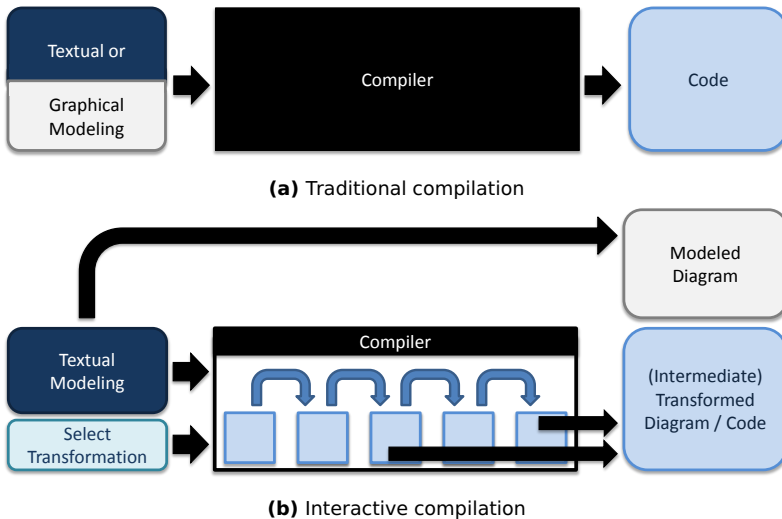 Textual or
Graphical
Modeling
Compiler
Code
(a) Traditional compilation
Modeled
Diagram
Textual
Modeling
Select
Transformation
Compiler
(Intermediate)
Transformed
Diagram / Code
(b) Interactive compilation